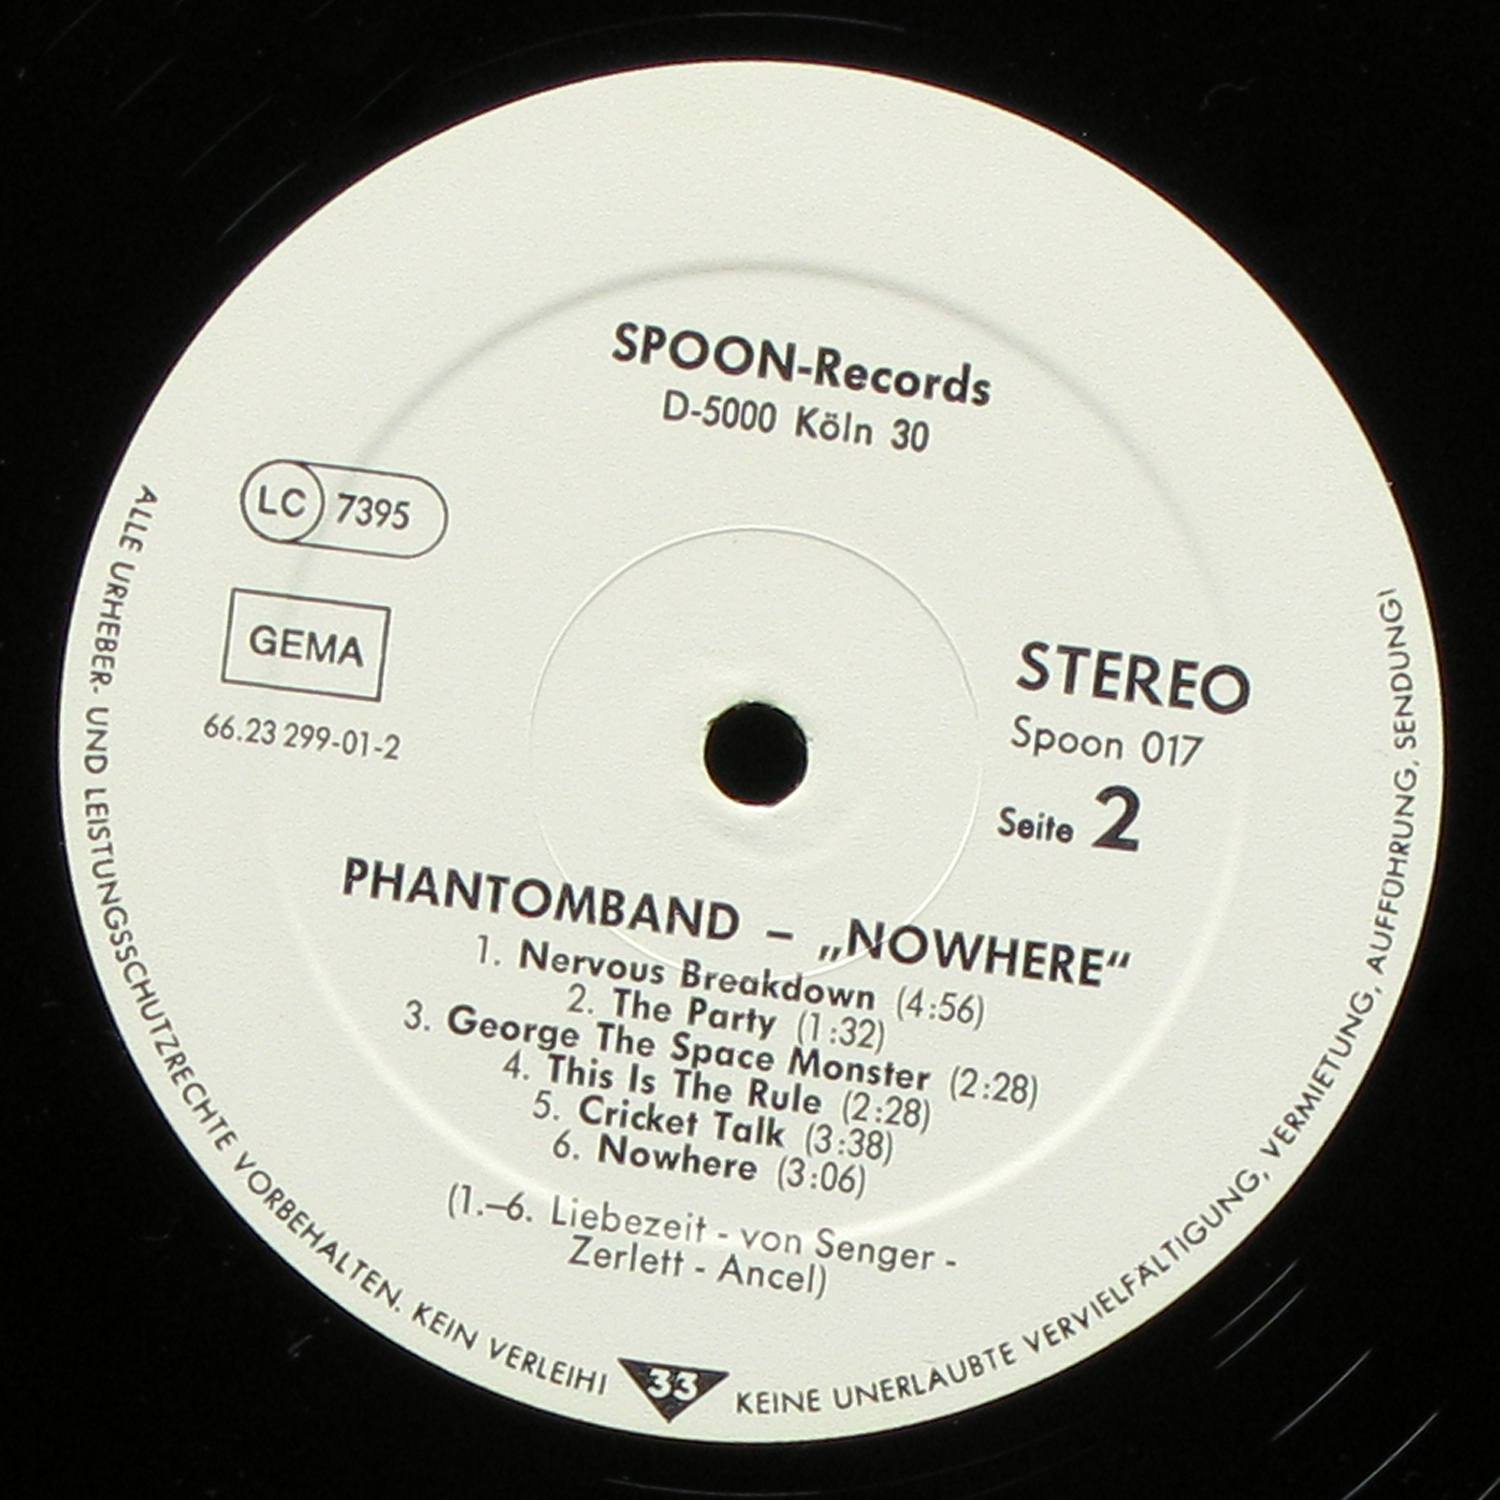 SPOON-Records
D-5000 Köln 30
LC 7395
GEMA
66.23 299-01-2
STEREO
Spoon 017
Seite 2
PHANTOMBAND – „NOWHERE“
1. Nervous Breakdown (4:56)
2. The Party (1:32)
3. George The Space Monster (2:28)
4. This Is The Rule (2:28)
5. Cricket Talk (3:38)
6. Nowhere (3:06)
(1.–6. Liebezeit - von Senger -
Zerlett - Ancel)
ALLE URHEBER- UND LEISTUNGSSCHUTZRECHTE VORBEHALTEN. KEIN VERLEIH!
33
KEINE UNERLAUBTE VERVIELFÄLTIGUNG, VERMIETUNG, AUFFÜHRUNG, SENDUNG!